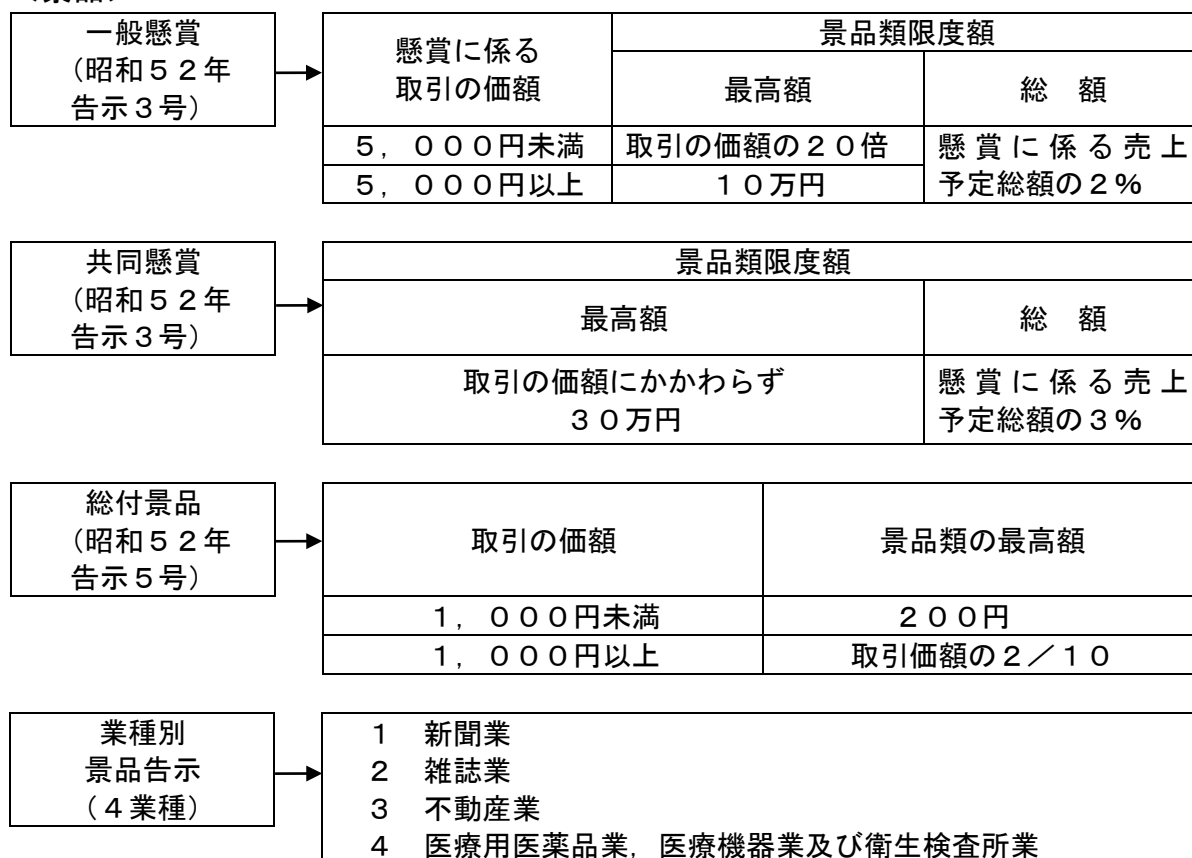 一般懸賞
（昭和５２年
告示３号）
懸賞に係る
取引の価額
景品類限度額
最高額
総　額
５，０００円未満
取引の価額の２０倍
懸賞に係る売上
予定総額の２％
５，０００円以上
１０万円
共同懸賞
（昭和５２年
告示３号）
景品類限度額
最高額
総　額
取引の価額にかかわらず
３０万円
懸賞に係る売上
予定総額の３％
総付景品
（昭和５２年
告示５号）
取引の価額
景品類の最高額
１，０００円未満
２００円
１，０００円以上
取引価額の２／１０
業種別
景品告示
（４業種）
１　新聞業
２　雑誌業
３　不動産業
４　医療用医薬品業，医療機器業及び衛生検査所業